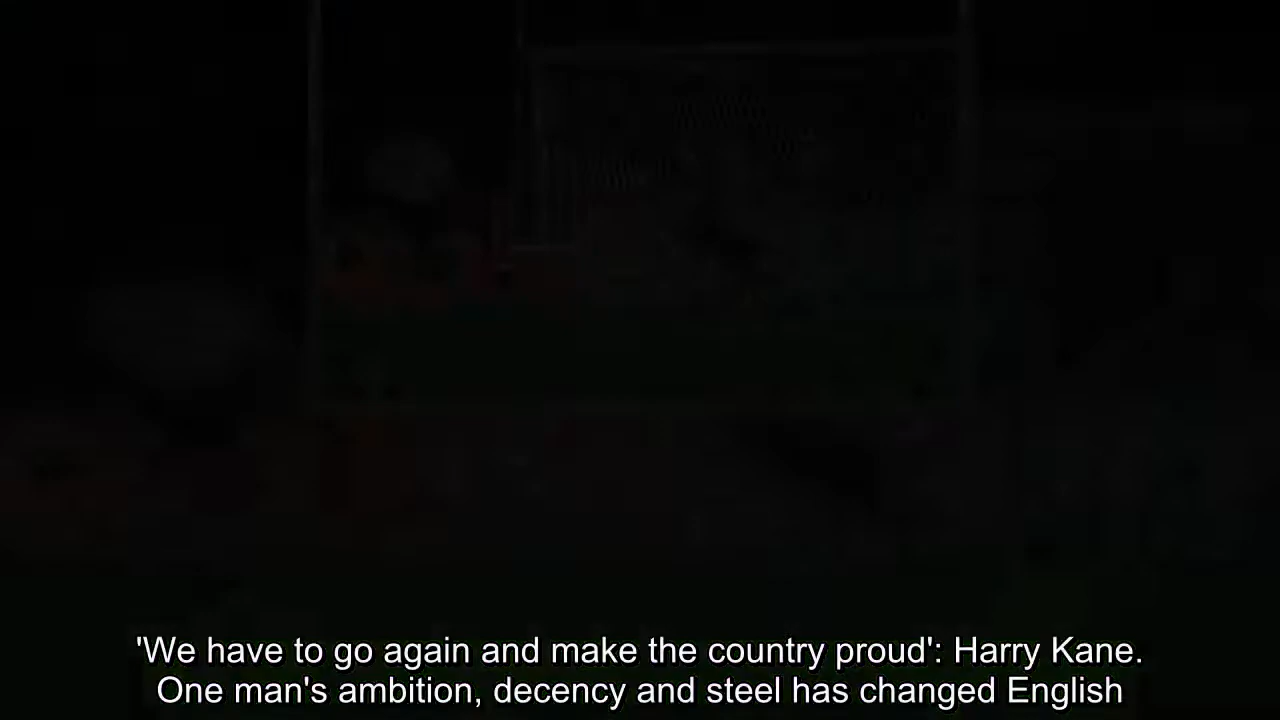 'We have to go again and make the country proud': Harry Kane.
One man's ambition, decency and steel has changed English